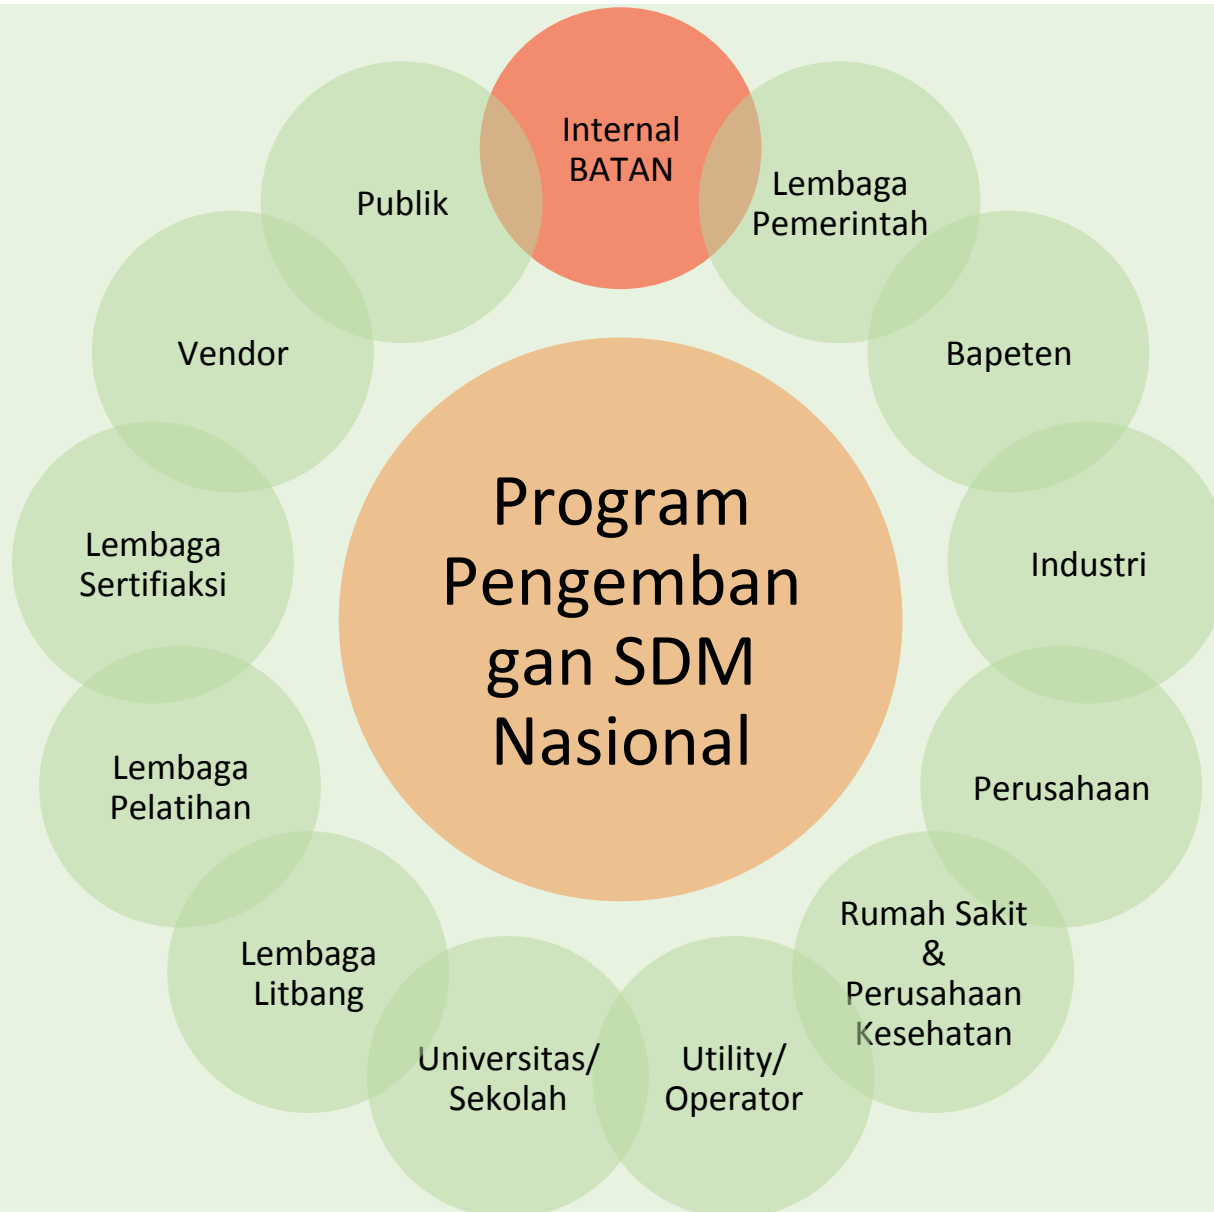 Internal
BATAN
Lembaga
Pemerintah
Bapeten
Industri
Perusahaan
Rumah Sakit
&
Perusahaan
Kesehatan
Utility/
Operator
Universitas/
Sekolah
Lembaga
Litbang
Lembaga
Pelatihan
Lembaga
Sertifiaksi
Vendor
Publik
Program
Pengemban
gan SDM
Nasional